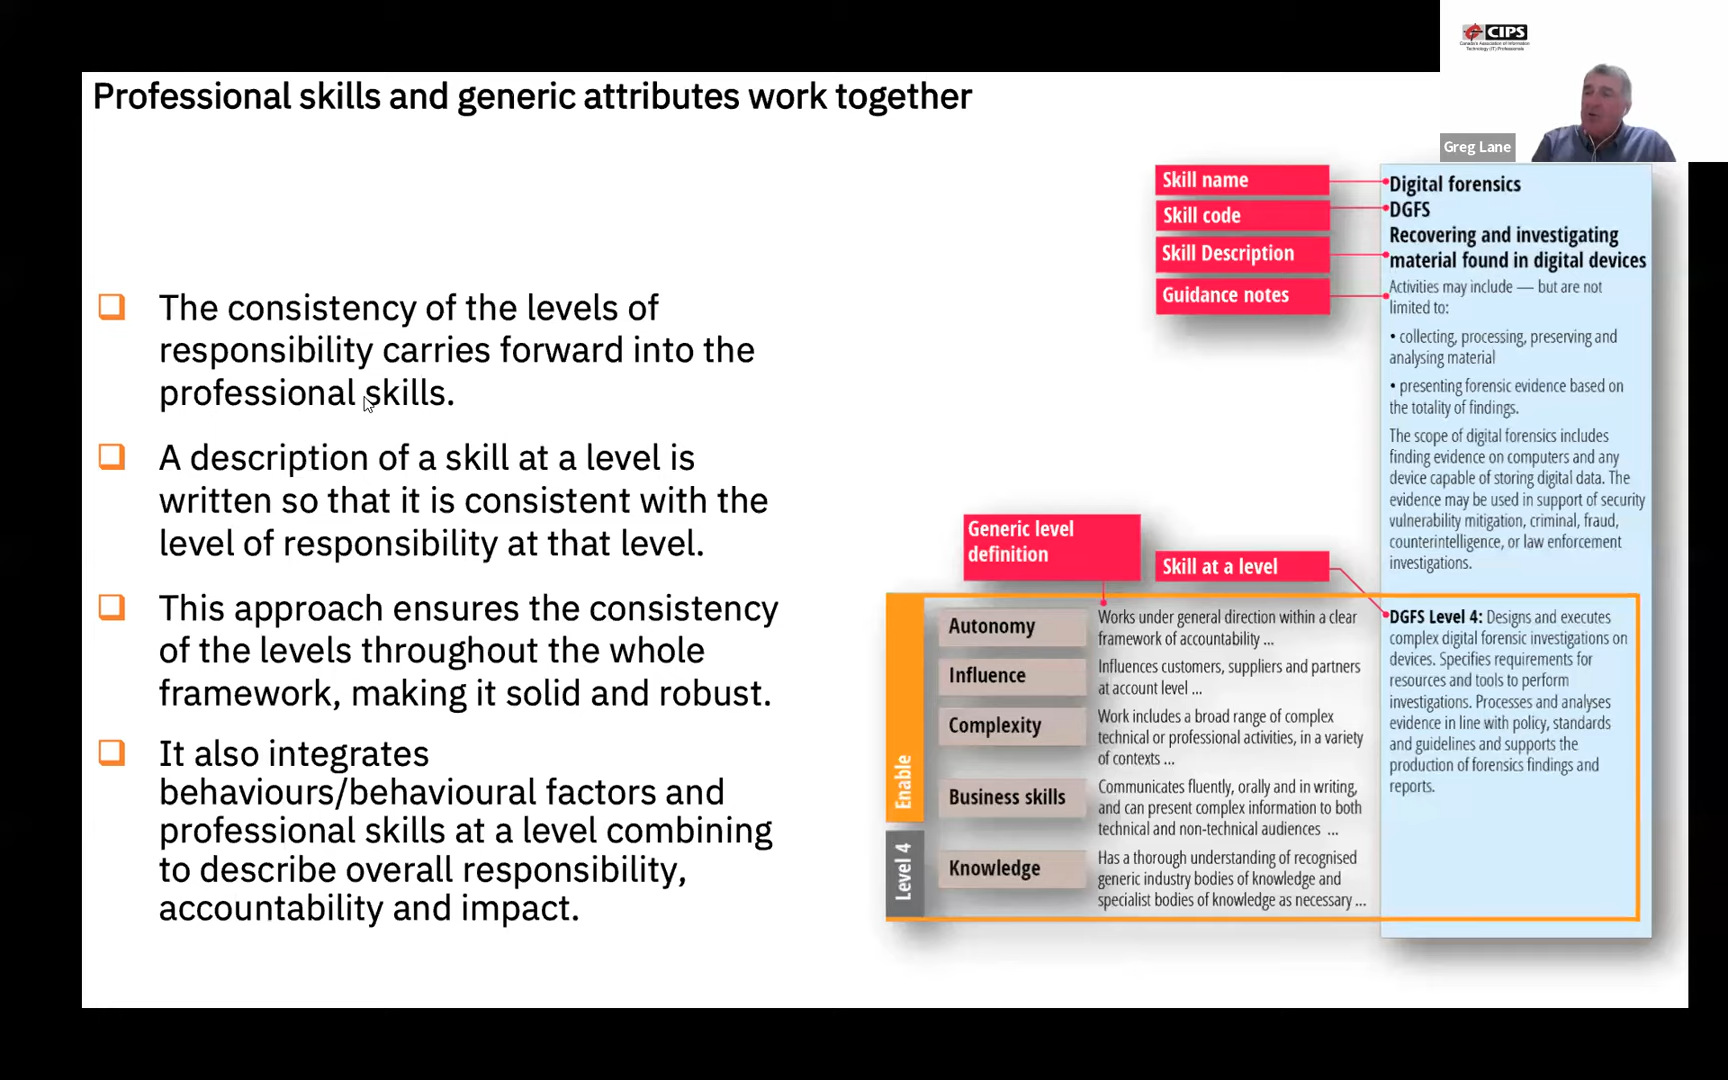 CIPS
Canada's Association of Information
Technology (IT) Professionals
Greg Lane
Professional skills and generic attributes work together
The consistency of the levels of
responsibility carries forward into the
professional skills.
A description of a skill at a level is
written so that it is consistent with the
level of responsibility at that level.
This approach ensures the consistency
of the levels throughout the whole
framework, making it solid and robust.
It also integrates
behaviours/behavioural factors and
professional skills at a level combining
to describe overall responsibility,
accountability and impact.
Skill name
Skill code
Skill Description
Guidance notes
Digital forensics
DGFS
Recovering and investigating
material found in digital devices
Activities may include — but are not
limited to:
• collecting, processing, preserving and
analysing material
• presenting forensic evidence based on
the totality of findings.
The scope of digital forensics includes
finding evidence on computers and any
device capable of storing digital data. The
evidence may be used in support of security
vulnerability mitigation, criminal, fraud,
counterintelligence, or law enforcement
investigations.
Generic level
definition
Skill at a level
Enable
Level 4
Autonomy
Works under general direction within a clear
framework of accountability ...
Influence
Influences customers, suppliers and partners
at account level ...
Complexity
Work includes a broad range of complex
technical or professional activities, in a variety
of contexts ...
Business skills
Communicates fluently, orally and in writing,
and can present complex information to both
technical and non-technical audiences ...
Knowledge
Has a thorough understanding of recognised
generic industry bodies of knowledge and
specialist bodies of knowledge as necessary ...
DGFS Level 4: Designs and executes
complex digital forensic investigations on
devices. Specifies requirements for
resources and tools to perform
investigations. Processes and analyses
evidence in line with policy, standards
and guidelines and supports the
production of forensics findings and
reports.